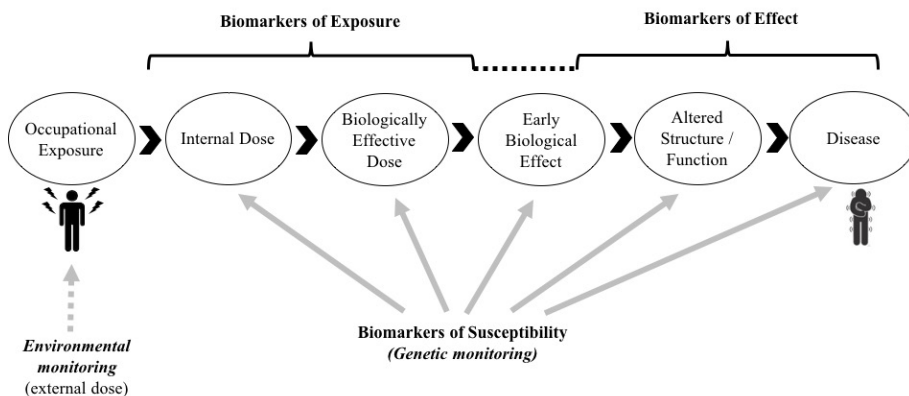 Biomarkers of Exposure
Biomarkers of Effect
Occupational
Exposure
Internal Dose
Biologically
Effective
Dose
Early
Biological
Effect
Altered
Structure /
Function
Disease
Environmental
monitoring
(external dose)
Biomarkers of Susceptibility
(Genetic monitoring)